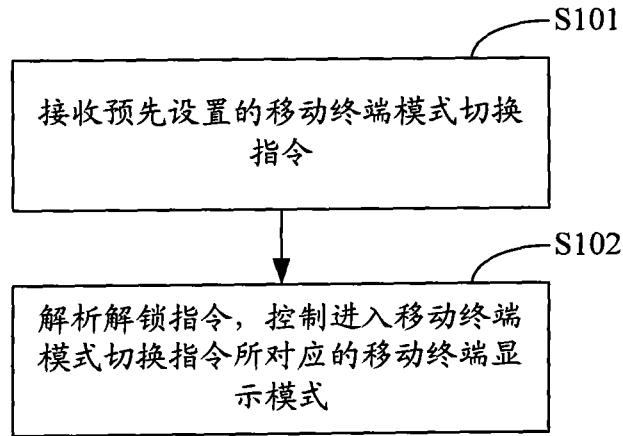 S101
接收预先设置的移动终端模式切换
指令
S102
解析解锁指令，控制进入移动终端
模式切换指令所对应的移动终端显
示模式